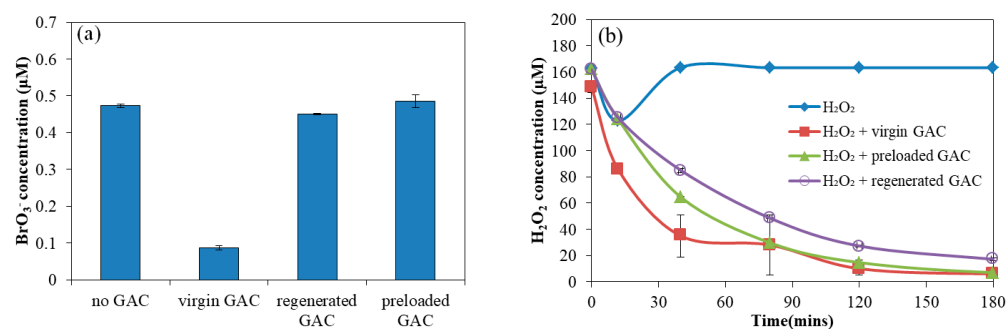 (a)
BrO₃⁻ concentration (µM)
0.7
0.6
0.5
0.4
0.3
0.2
0.1
0
no GAC
virgin GAC
regenerated
GAC
preloaded
GAC
(b)
H₂O₂ concentration (µM)
200
180
160
140
120
100
80
60
40
20
0
H₂O₂
H₂O₂ + virgin GAC
H₂O₂ + preloaded GAC
H₂O₂ + regenerated GAC
0 30 60 90 120 150 180
Time(mins)